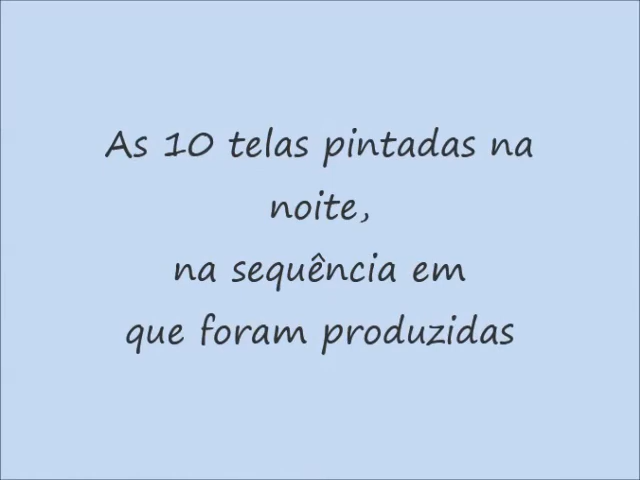 As 10 telas pintadas na
noite,
na sequência em
que foram produzidas